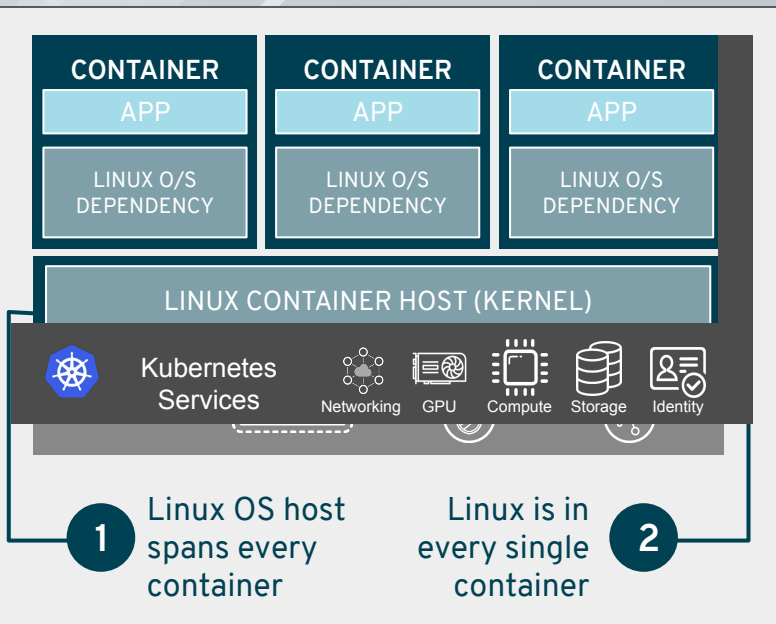 CONTAINER
CONTAINER
CONTAINER
APP
APP
APP
LINUX O/S
DEPENDENCY
LINUX O/S
DEPENDENCY
LINUX O/S
DEPENDENCY
LINUX CONTAINER HOST (KERNEL)
Kubernetes
Services
Networking
GPU
Compute
Storage
Identity
1
Linux OS host
spans every
container
Linux is in
every single
container
2